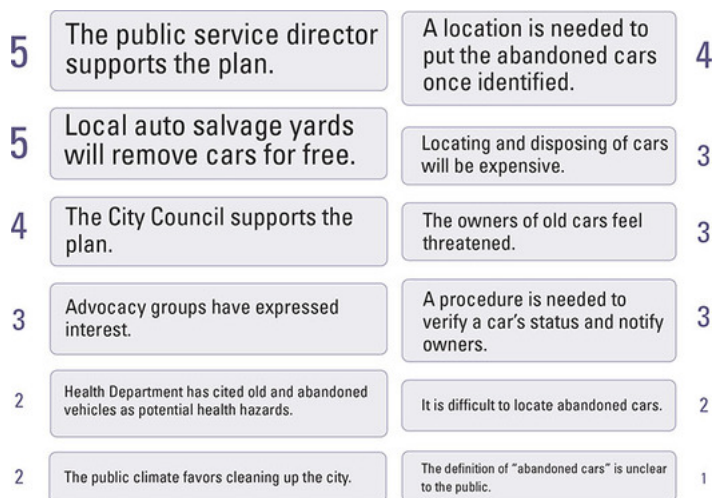 5
The public service director
supports the plan.
5
Local auto salvage yards
will remove cars for free.
4
The City Council supports the
plan.
3
Advocacy groups have expressed
interest.
2
Health Department has cited old and abandoned
vehicles as potential health hazards.
2
The public climate favors cleaning up the city.
A location is needed to
put the abandoned cars
once identified.
4
Locating and disposing of cars
will be expensive.
3
The owners of old cars feel
threatened.
3
A procedure is needed to
verify a car's status and notify
owners.
3
It is difficult to locate abandoned cars.
2
The definition of "abandoned cars" is unclear
to the public.
1